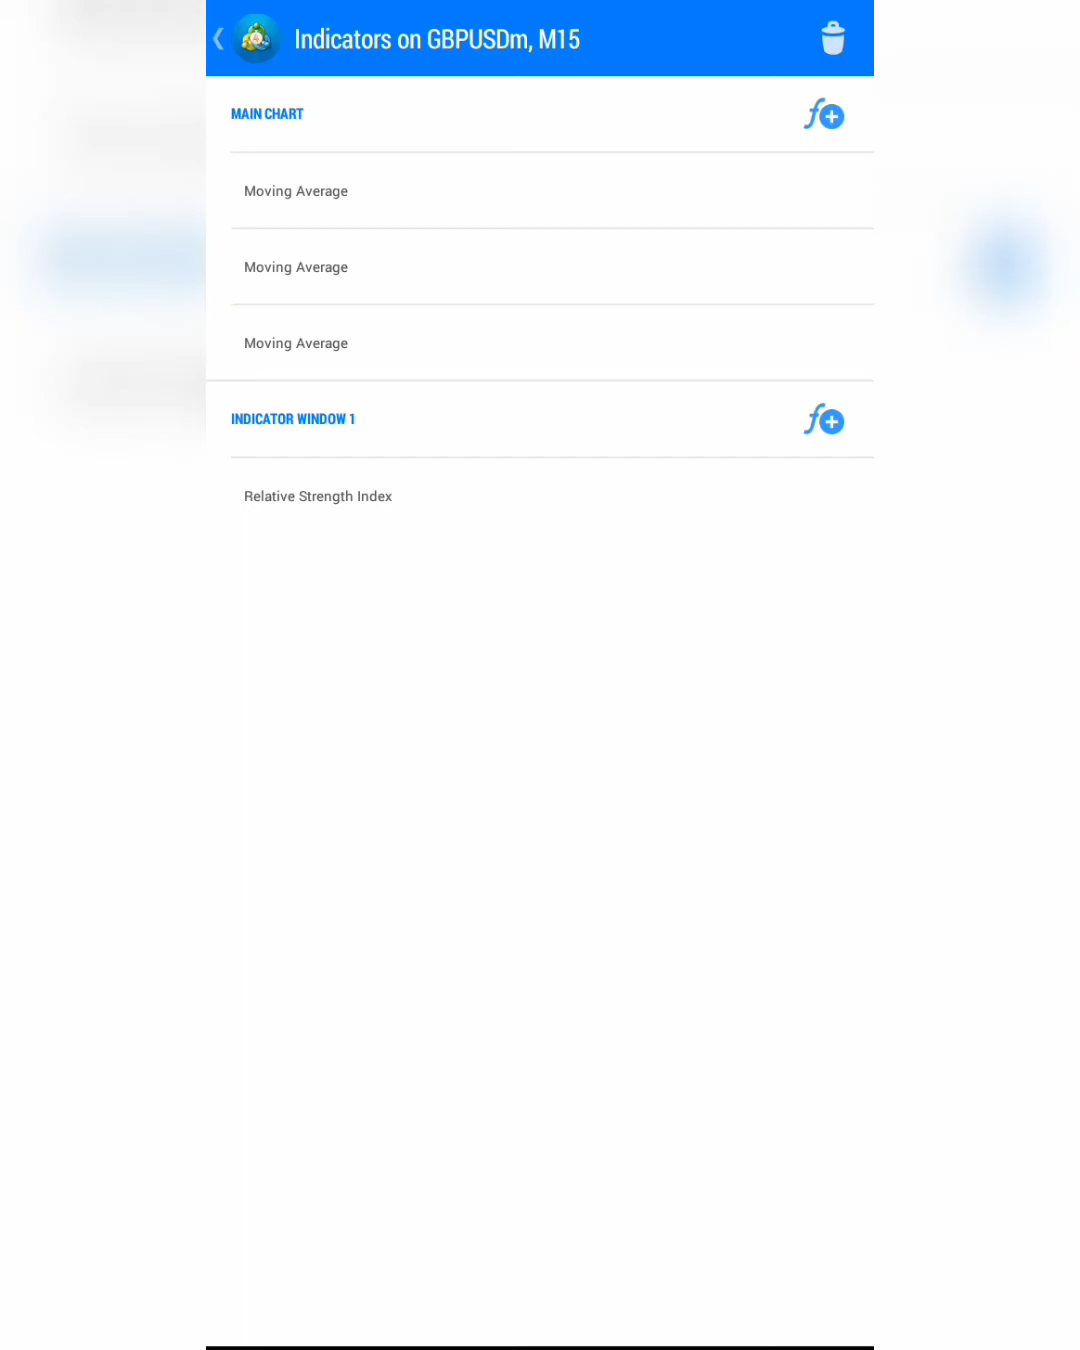 Indicators on GBPUSDm, M15
MAIN CHART
Moving Average
Moving Average
Moving Average
INDICATOR WINDOW 1
Relative Strength Index